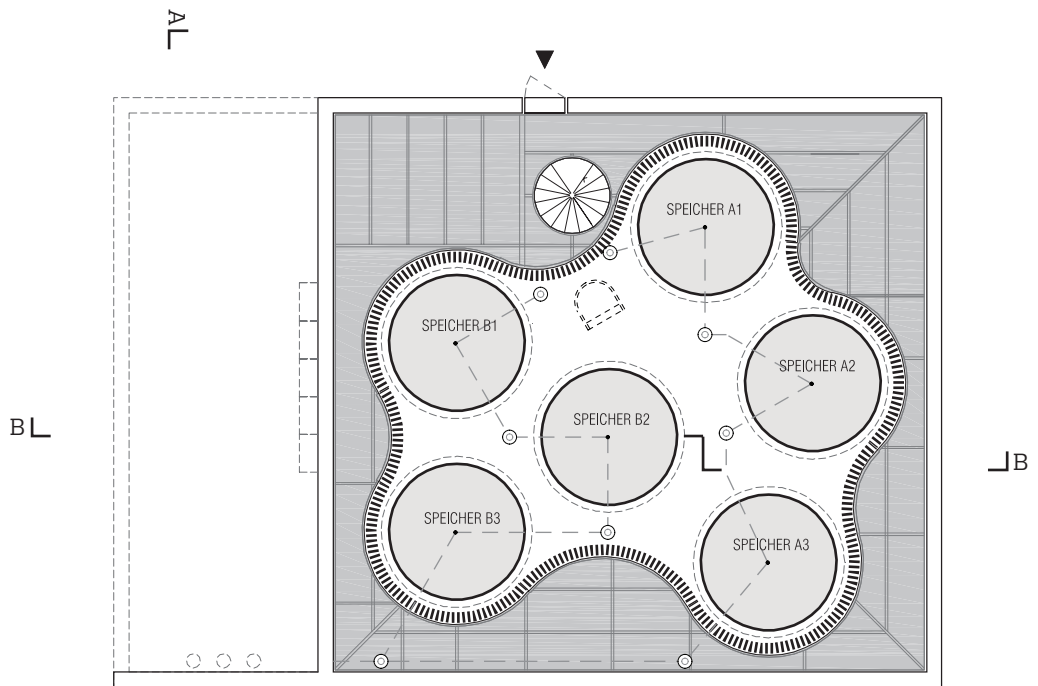 A
SPEICHER A1
SPEICHER B1
SPEICHER A2
SPEICHER B2
B
B
SPEICHER B3
SPEICHER A3